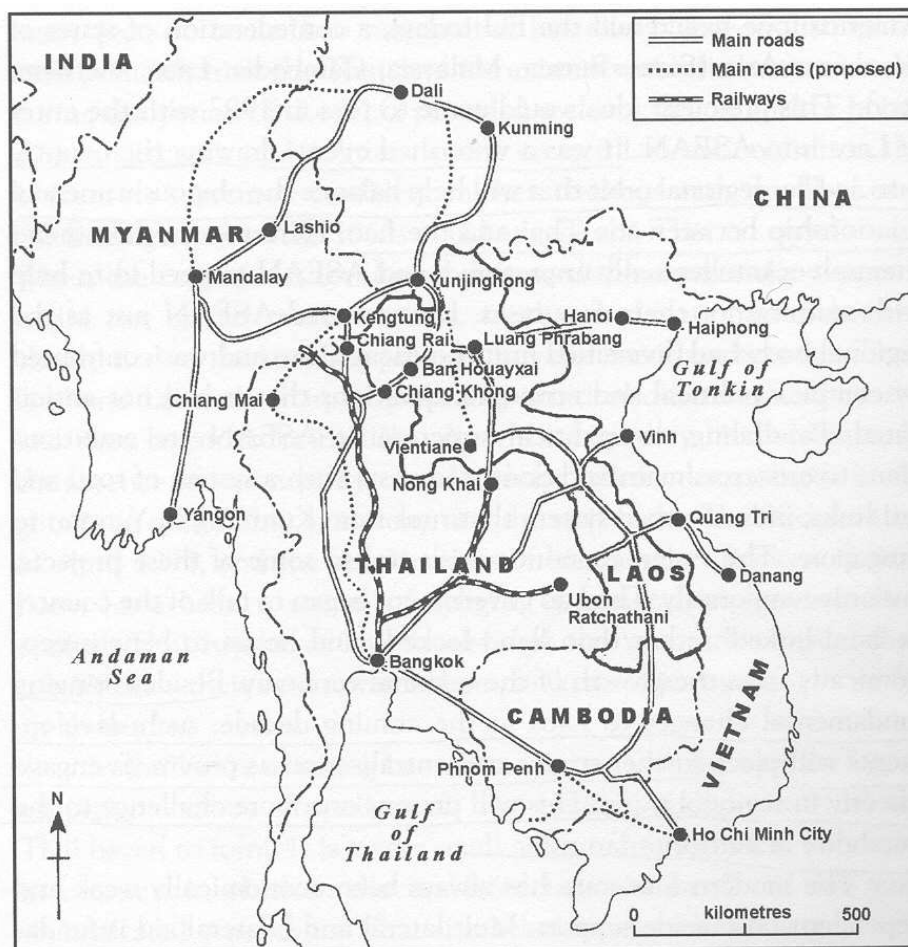 INDIA
Main roads
Main roads (proposed)
Railways
Dali
Kunming
CHINA
MYANMAR
Lashio
Mandalay
Yunjinghong
Kengtung
Hanoi
Haiphong
Chiang Rai
Luang Prabang
Ban Houayxai
Gulf of
Tonkin
Chiang Mai
Chiang Khong
Vientiane
Vinh
Nong Khai
Yangon
Quang Tri
THAILAND
LAOS
Danang
Ubon
Ratchathani
Andaman
Sea
Bangkok
CAMBODIA
VIETNAM
Phnom Penh
Gulf
of
Thailand
Ho Chi Minh City
N
0
500
kilometres